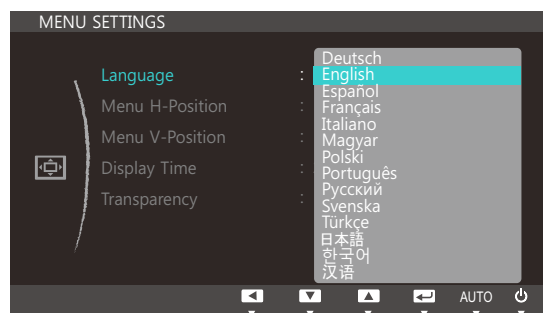 MENU SETTINGS
Language :
Menu H-Position :
Menu V-Position :
Display Time :
Transparency :
Deutsch
English
Español
Français
Italiano
Magyar
Polski
Português
Русский
Svenska
Türkçe
日本語
한국어
汉语
AUTO